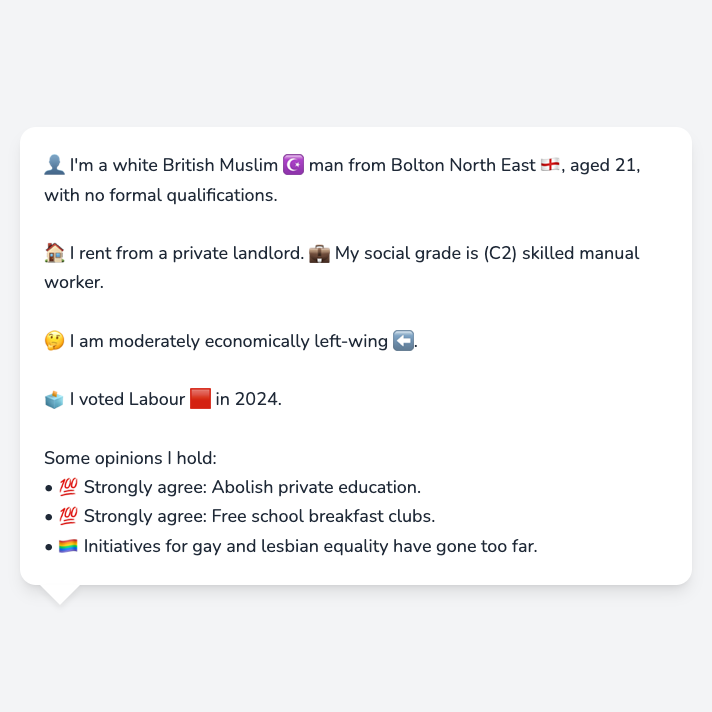 👤 I'm a white British Muslim ☪️ man from Bolton North East 🏴󠁧󠁢󠁥󠁮󠁧󠁿, aged 21,
with no formal qualifications.
🏠 I rent from a private landlord. 💼 My social grade is (C2) skilled manual
worker.
🤔 I am moderately economically left-wing ⬅️.
🗳️ I voted Labour 🟥 in 2024.
Some opinions I hold:
• 💯 Strongly agree: Abolish private education.
• 💯 Strongly agree: Free school breakfast clubs.
• 🏳️‍🌈 Initiatives for gay and lesbian equality have gone too far.